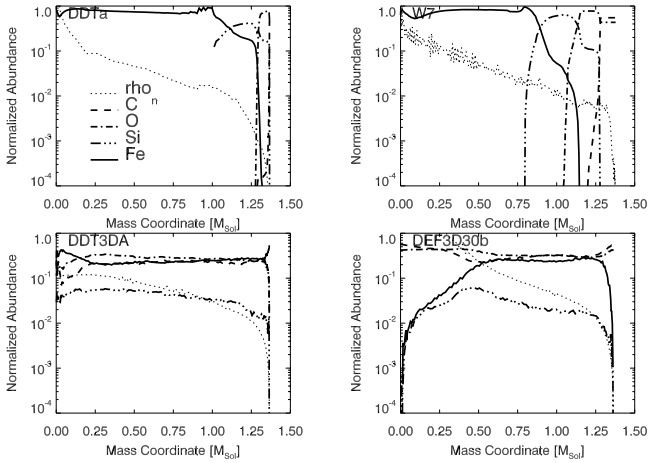 DDTa
Normalized Abundance
1.0
10⁻¹
10⁻²
10⁻³
10⁻⁴
rho
C n
O
Si
Fe
0.00 0.25 0.50 0.75 1.00 1.25 1.50
Mass Coordinate [M_Sol]
W7
Normalized Abundance
1.0
10⁻¹
10⁻²
10⁻³
10⁻⁴
0.00 0.25 0.50 0.75 1.00 1.25 1.50
Mass Coordinate [M_Sol]
DDT3DA
Normalized Abundance
1.0
10⁻¹
10⁻²
10⁻³
10⁻⁴
0.00 0.25 0.50 0.75 1.00 1.25 1.50
Mass Coordinate [M_Sol]
DEF3D30b
Normalized Abundance
1.0
10⁻¹
10⁻²
10⁻³
10⁻⁴
0.00 0.25 0.50 0.75 1.00 1.25 1.50
Mass Coordinate [M_Sol]